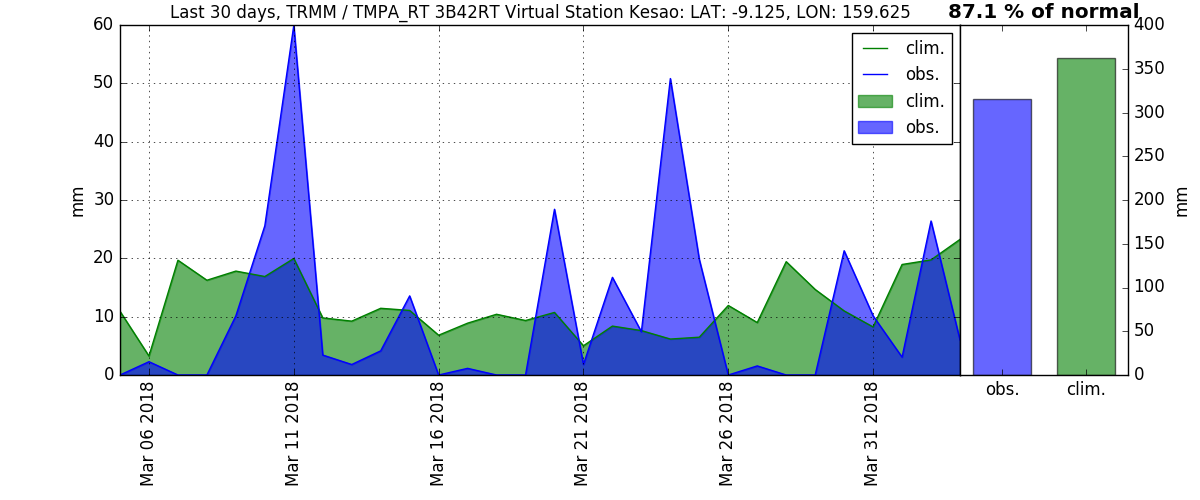 Last 30 days, TRMM / TMPA_RT 3B42RT Virtual Station Kesao: LAT: -9.125, LON: 159.625
87.1 % of normal
mm
60
50
40
30
20
10
0
clim.
obs.
clim.
obs.
Mar 06 2018
Mar 11 2018
Mar 16 2018
Mar 21 2018
Mar 26 2018
Mar 31 2018
400
350
300
250
200
150
100
50
0
mm
obs.
clim.